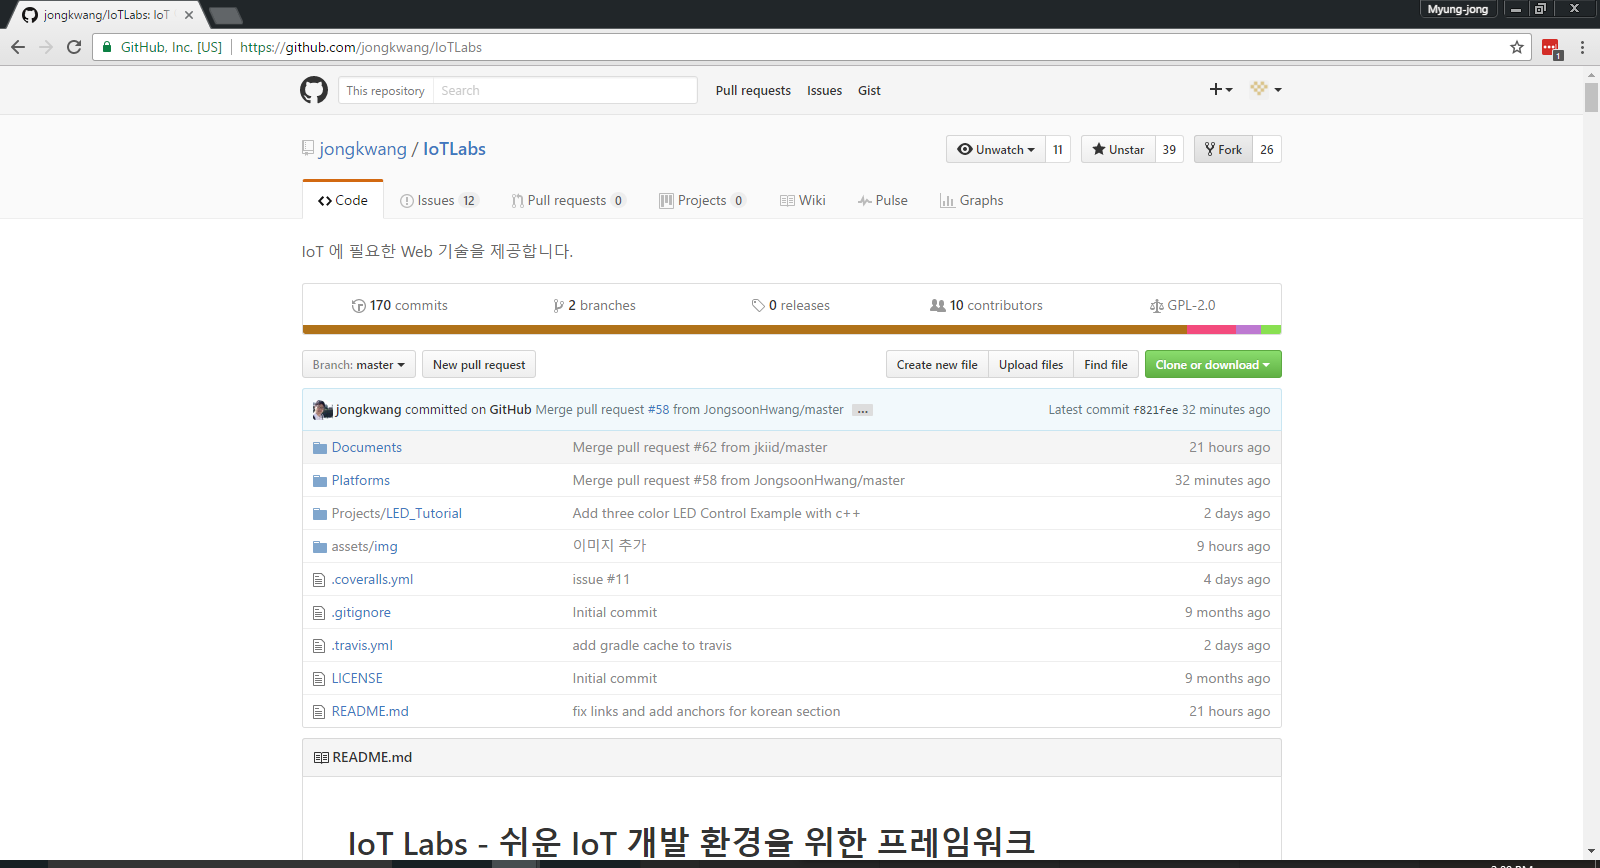 jongkwang/IoTLabs: IoT
Myung-jong
GitHub, Inc. [US] https://github.com/jongkwang/IoTLabs
1
This repository Search Pull requests Issues Gist
jongkwang / IoTLabs Unwatch 11 Unstar 39 Fork 26
Code Issues 12 Pull requests 0 Projects 0 Wiki Pulse Graphs
IoT 에 필요한 Web 기술을 제공합니다.
170 commits 2 branches 0 releases 10 contributors GPL-2.0
Branch: master New pull request Create new file Upload files Find file Clone or download
jongkwang committed on GitHub Merge pull request #58 from JongsoonHwang/master ... Latest commit f821fee 32 minutes ago
Documents Merge pull request #62 from jkiid/master 21 hours ago
Platforms Merge pull request #58 from JongsoonHwang/master 32 minutes ago
Projects/LED_Tutorial Add three color LED Control Example with c++ 2 days ago
assets/img 이미지 추가 9 hours ago
.coveralls.yml issue #11 4 days ago
.gitignore Initial commit 9 months ago
.travis.yml add gradle cache to travis 2 days ago
LICENSE Initial commit 9 months ago
README.md fix links and add anchors for korean section 21 hours ago
README.md
IoT Labs - 쉬운 IoT 개발 환경을 위한 프레임워크